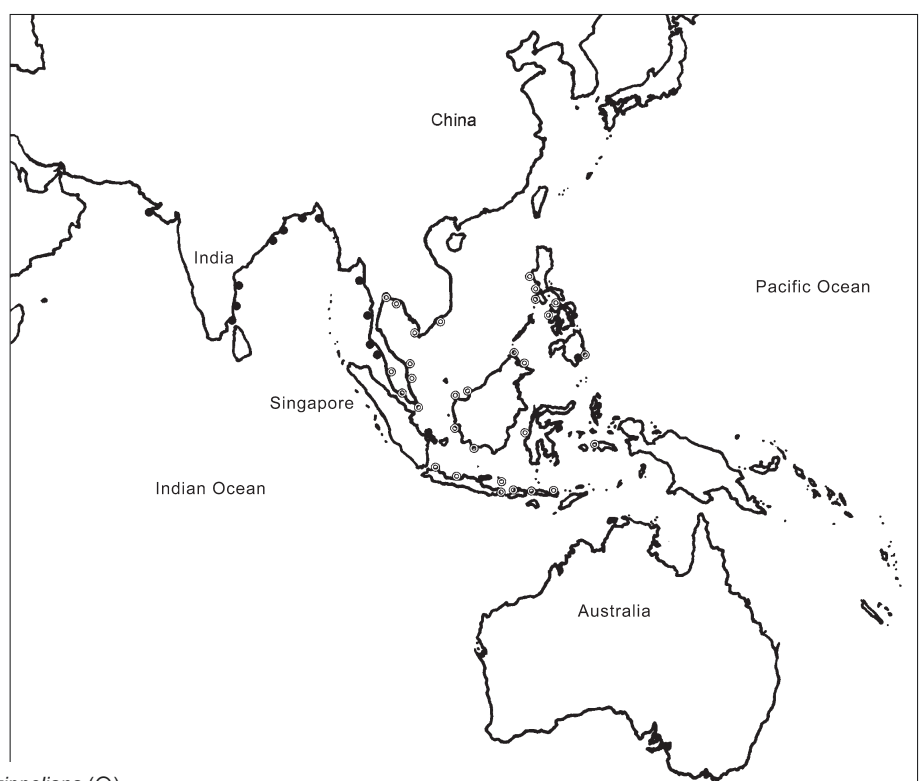 China
India
Pacific Ocean
Singapore
Indian Ocean
Australia